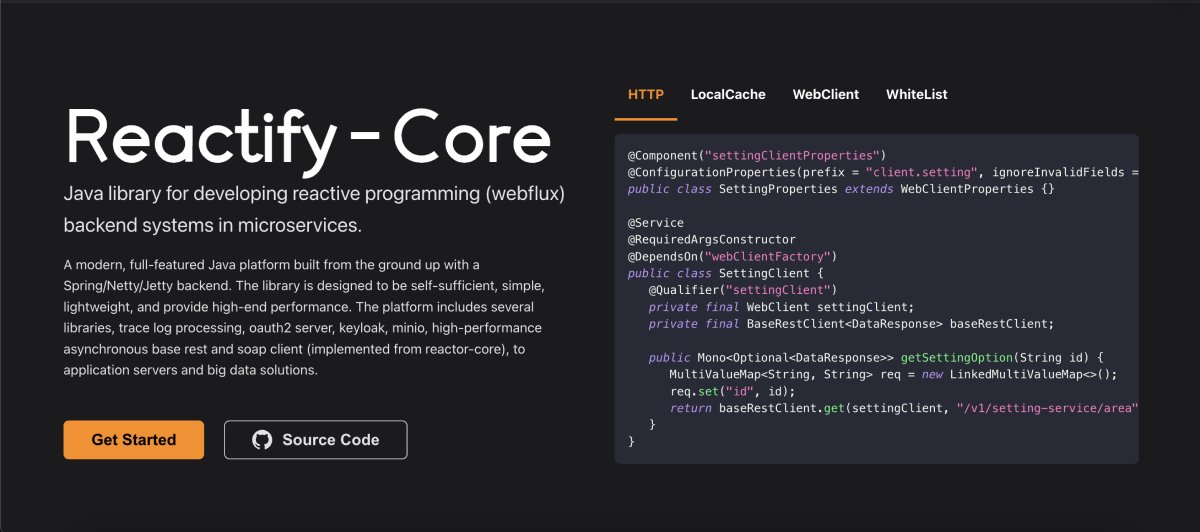 Reactify - Core
Java library for developing reactive programming (webflux)
backend systems in microservices.
A modern, full-featured Java platform built from the ground up with a
Spring/Netty/Jetty backend. The library is designed to be self-sufficient, simple,
lightweight, and provide high-end performance. The platform includes several
libraries, trace log processing, oauth2 server, keyloak, minio, high-performance
asynchronous base rest and soap client (implemented from reactor-core), to
application servers and big data solutions.
Get Started
Source Code
HTTP LocalCache WebClient WhiteList
@Component("settingClientProperties")
@ConfigurationProperties(prefix = "client.setting", ignoreInvalidFields =
public class SettingProperties extends WebClientProperties {}
@Service
@RequiredArgsConstructor
@DependsOn("webClientFactory")
public class SettingClient {
@Qualifier("settingClient")
private final WebClient settingClient;
private final BaseRestClient<DataResponse> baseRestClient;
public Mono<Optional<DataResponse>> getSettingOption(String id) {
MultiValueMap<String, String> req = new LinkedMultiValueMap<>();
req.set("id", id);
return baseRestClient.get(settingClient, "/v1/setting-service/area"
}
}